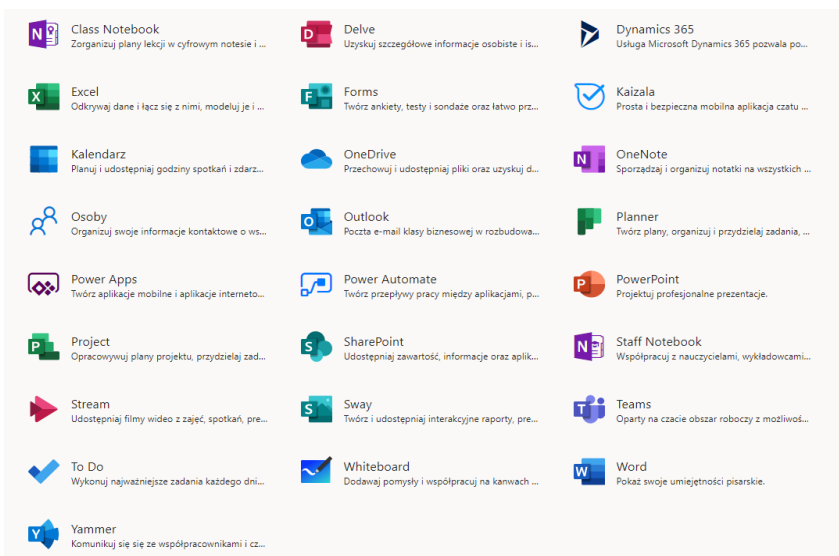 Class Notebook
Zorganizuj plany lekcji w cyfrowym notesie i ...
Delve
Uzyskuj szczegółowe informacje osobiste i is...
Dynamics 365
Usługa Microsoft Dynamics 365 pozwala po...
Excel
Odkrywaj dane i łącz się z nimi, modeluj je i ...
Forms
Twórz ankiety, testy i sondaże oraz łatwo prz...
Kaizala
Prosta i bezpieczna mobilna aplikacja czatu ...
Kalendarz
Planuj i udostępniaj godziny spotkań i zdarz...
OneDrive
Przechowuj i udostępniaj pliki oraz uzyskuj d...
OneNote
Sporządzaj i organizuj notatki na wszystkich ...
Osoby
Organizuj swoje informacje kontaktowe o ws...
Outlook
Poczta e-mail klasy biznesowej w rozbudowa...
Planner
Twórz plany, organizuj i przydzielaj zadania, ...
Power Apps
Twórz aplikacje mobilne i aplikacje interneto...
Power Automate
Twórz przepływy pracy między aplikacjami, p...
PowerPoint
Projektuj profesjonalne prezentacje.
Project
Opracowywuj plany projektu, przydzielaj zad...
SharePoint
Udostępniaj zawartość, informacje oraz aplik...
Staff Notebook
Współpracuj z nauczycielami, wykładowcami...
Stream
Udostępniaj filmy wideo z zajęć, spotkań, pre...
Sway
Twórz i udostępniaj interakcyjne raporty, pre...
Teams
Oparty na czacie obszar roboczy z możliwoś...
To Do
Wykonuj najważniejsze zadania każdego dni...
Whiteboard
Dodawaj pomysły i współpracuj na kanwach ...
Word
Pokaż swoje umiejętności pisarskie.
Yammer
Komunikuj się się ze współpracownikami i cz...